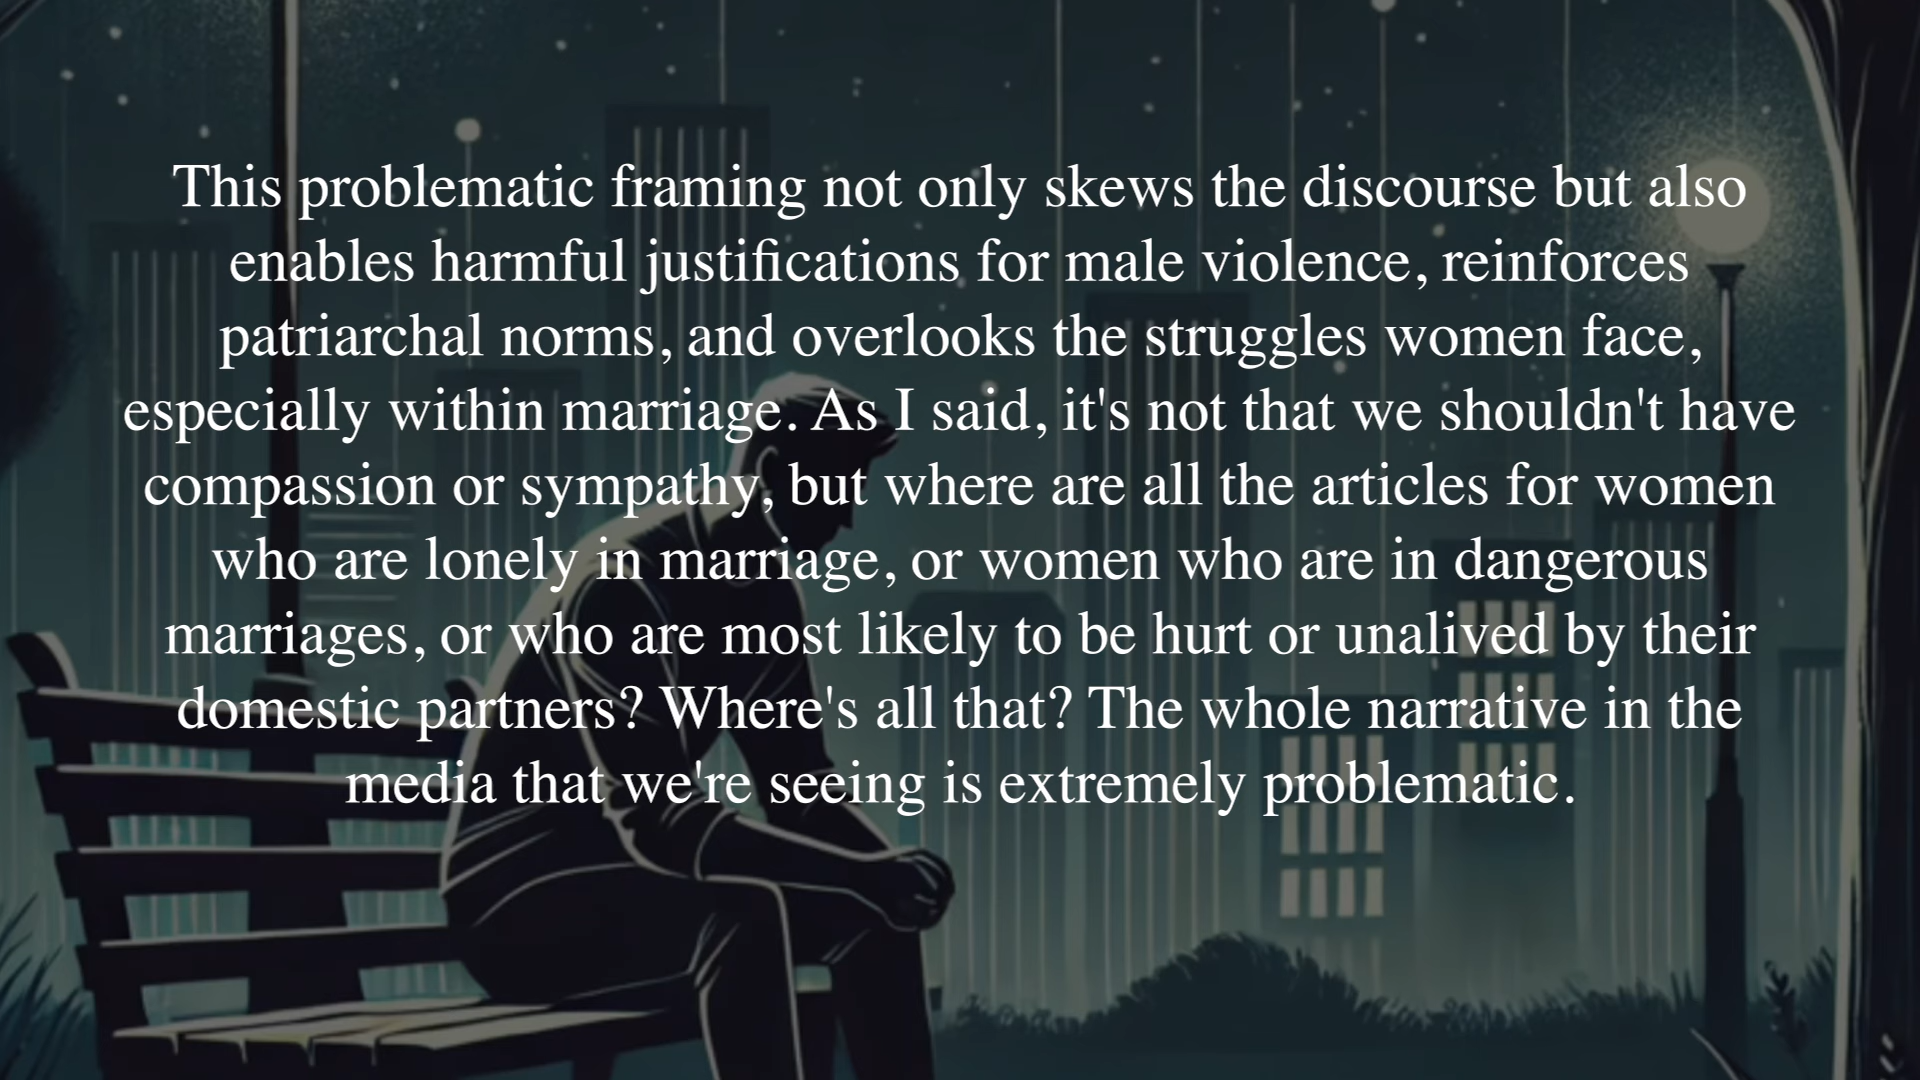 This problematic framing not only skews the discourse but also
enables harmful justifications for male violence, reinforces
patriarchal norms, and overlooks the struggles women face,
especially within marriage. As I said, it's not that we shouldn't have
compassion or sympathy, but where are all the articles for women
who are lonely in marriage, or women who are in dangerous
marriages, or who are most likely to be hurt or unalived by their
domestic partners? Where's all that? The whole narrative in the
media that we're seeing is extremely problematic.